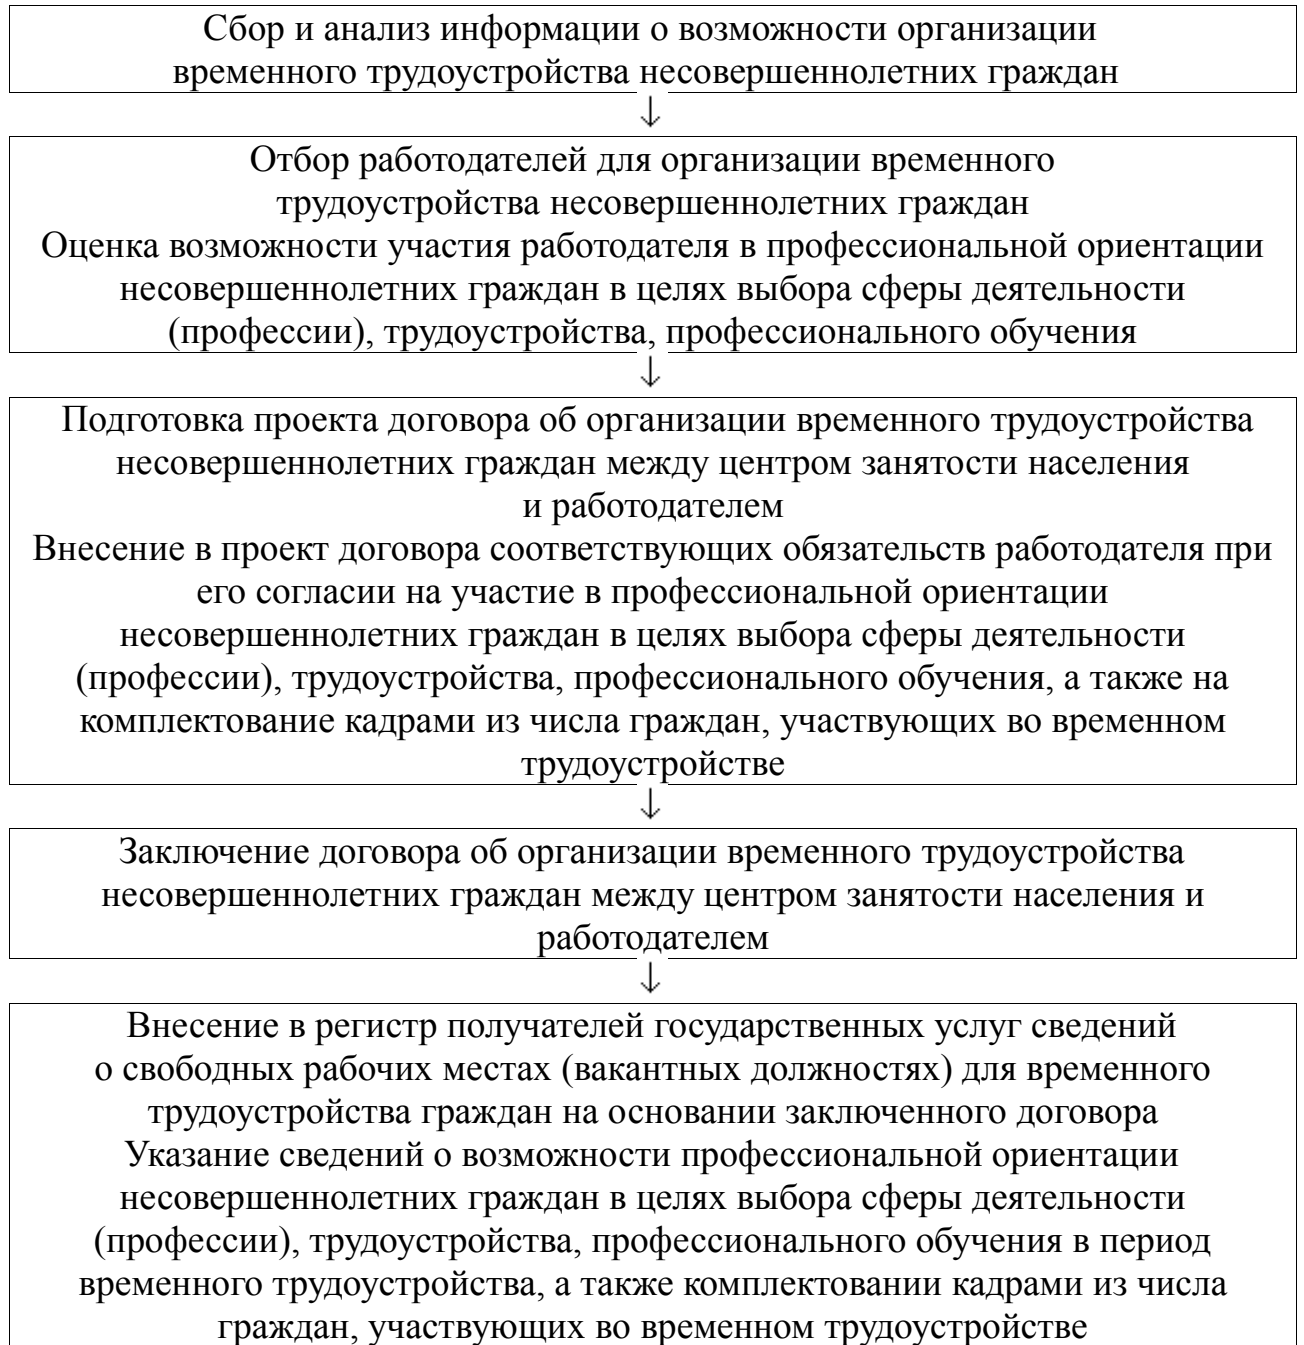 Сбор и анализ информации о возможности организации
временного трудоустройства несовершеннолетних граждан
↓
Отбор работодателей для организации временного
трудоустройства несовершеннолетних граждан
Оценка возможности участия работодателя в профессиональной ориентации
несовершеннолетних граждан в целях выбора сферы деятельности
(профессии), трудоустройства, профессионального обучения
↓
Подготовка проекта договора об организации временного трудоустройства
несовершеннолетних граждан между центром занятости населения
и работодателем
Внесение в проект договора соответствующих обязательств работодателя при
его согласии на участие в профессиональной ориентации
несовершеннолетних граждан в целях выбора сферы деятельности
(профессии), трудоустройства, профессионального обучения, а также на
комплектование кадрами из числа граждан, участвующих во временном
трудоустройстве
↓
Заключение договора об организации временного трудоустройства
несовершеннолетних граждан между центром занятости населения и
работодателем
↓
Внесение в регистр получателей государственных услуг сведений
о свободных рабочих местах (вакантных должностях) для временного
трудоустройства граждан на основании заключенного договора
Указание сведений о возможности профессиональной ориентации
несовершеннолетних граждан в целях выбора сферы деятельности
(профессии), трудоустройства, профессионального обучения в период
временного трудоустройства, а также комплектовании кадрами из числа
граждан, участвующих во временном трудоустройстве